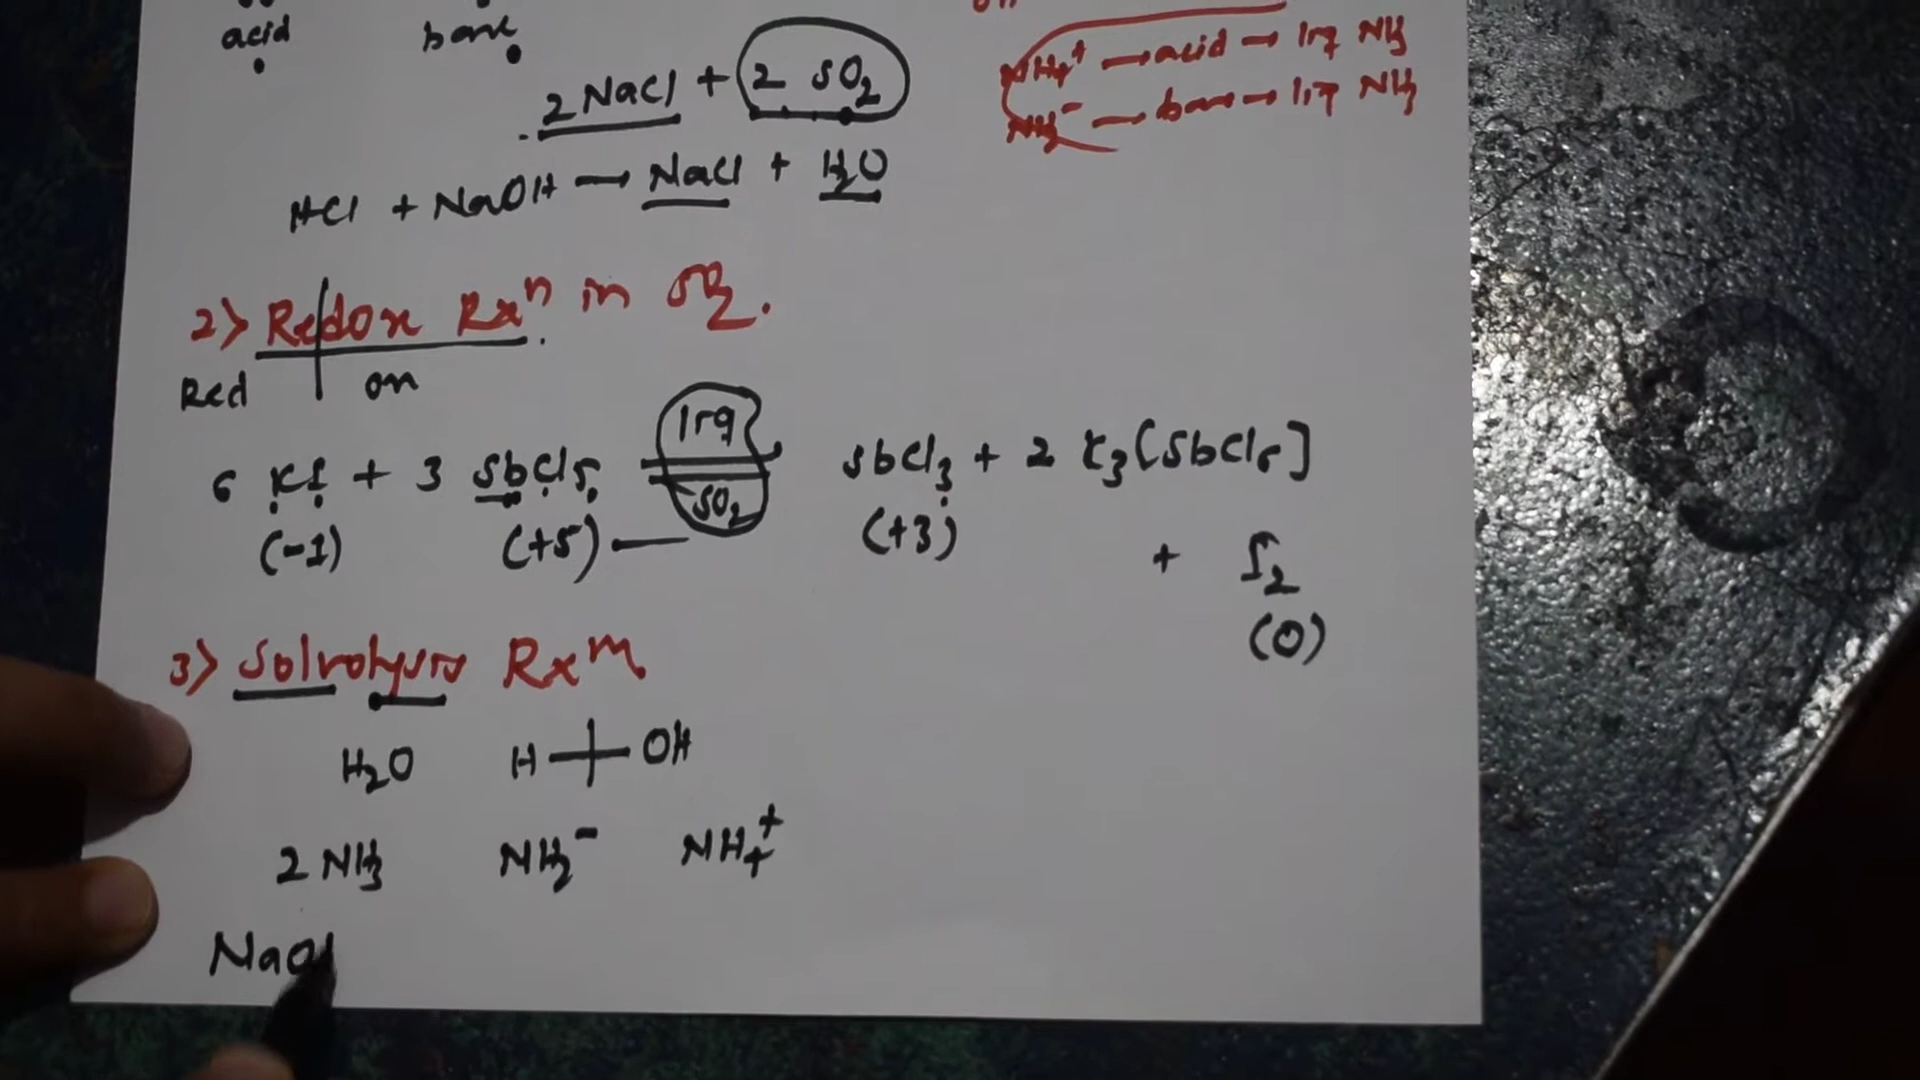 acid base
NH4+ → acid → liq NH3
NH2- → base → liq NH3
2 NaCl + 2 SO2
HCl + NaOH → NaCl + H2O
2> Redox Rxn in SO2.
Red
6 KI + 3 SbCl5 liq SO2 SbCl3 + 2 K3[SbCl6]
(-1) (+5) (+3) + I2
(0)
3> Solvolysis Rxn
H2O H OH
2 NH3 NH2- NH4+